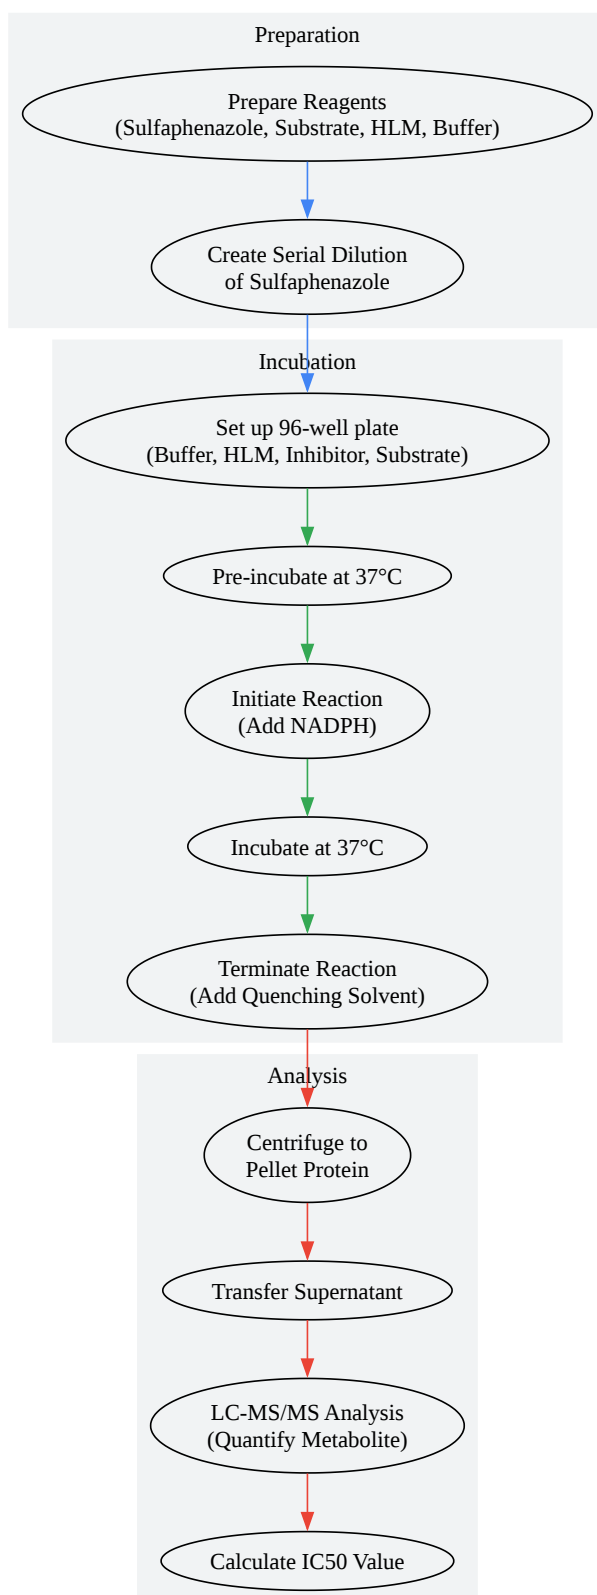 Preparation
Prepare Reagents
(Sulfaphenazole, Substrate, HLM, Buffer)
Create Serial Dilution
of Sulfaphenazole
Incubation
Set up 96-well plate
(Buffer, HLM, Inhibitor, Substrate)
Pre-incubate at 37°C
Initiate Reaction
(Add NADPH)
Incubate at 37°C
Terminate Reaction
(Add Quenching Solvent)
Analysis
Centrifuge to
Pellet Protein
Transfer Supernatant
LC-MS/MS Analysis
(Quantify Metabolite)
Calculate IC50 Value